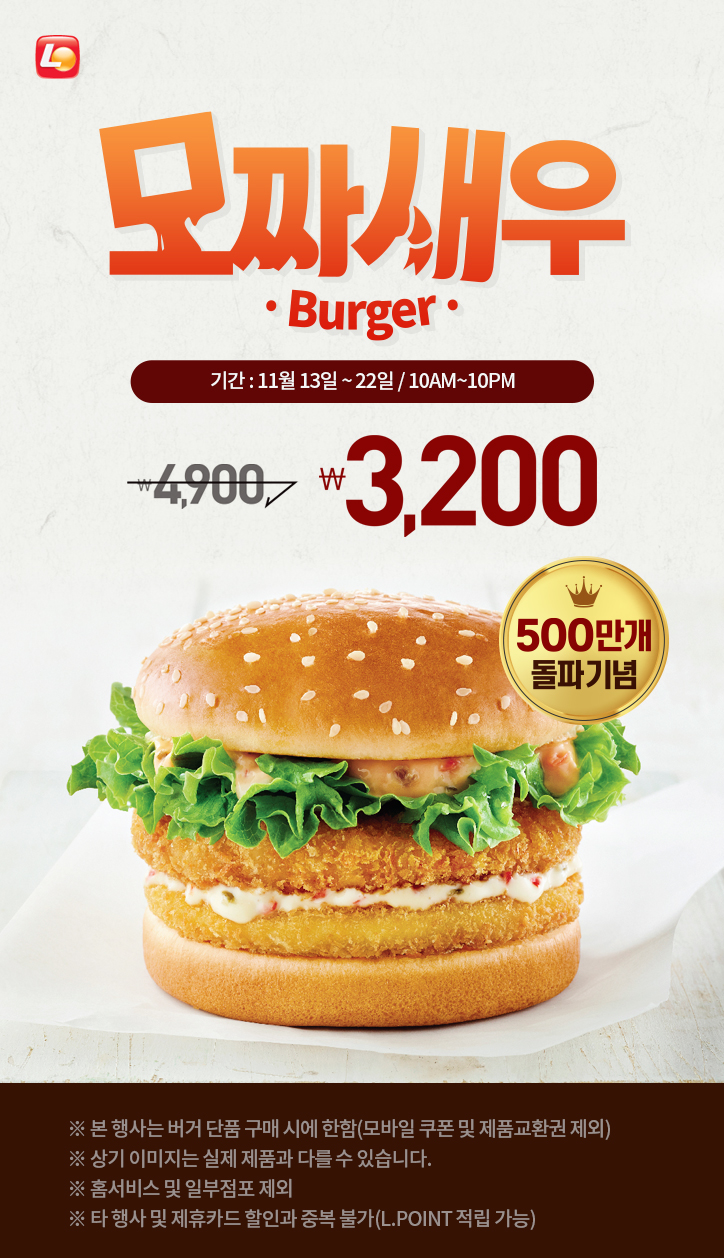 L
모짜새우
· Burger ·
기간 : 11월 13일 ~ 22일 / 10AM~10PM
₩4,900 ₩3,200
500만개
돌파기념
※ 본 행사는 버거 단품 구매 시에 한함(모바일 쿠폰 및 제품교환권 제외)
※ 상기 이미지는 실제 제품과 다를 수 있습니다.
※ 홈서비스 및 일부점포 제외
※ 타 행사 및 제휴카드 할인과 중복 불가(L.POINT 적립 가능)